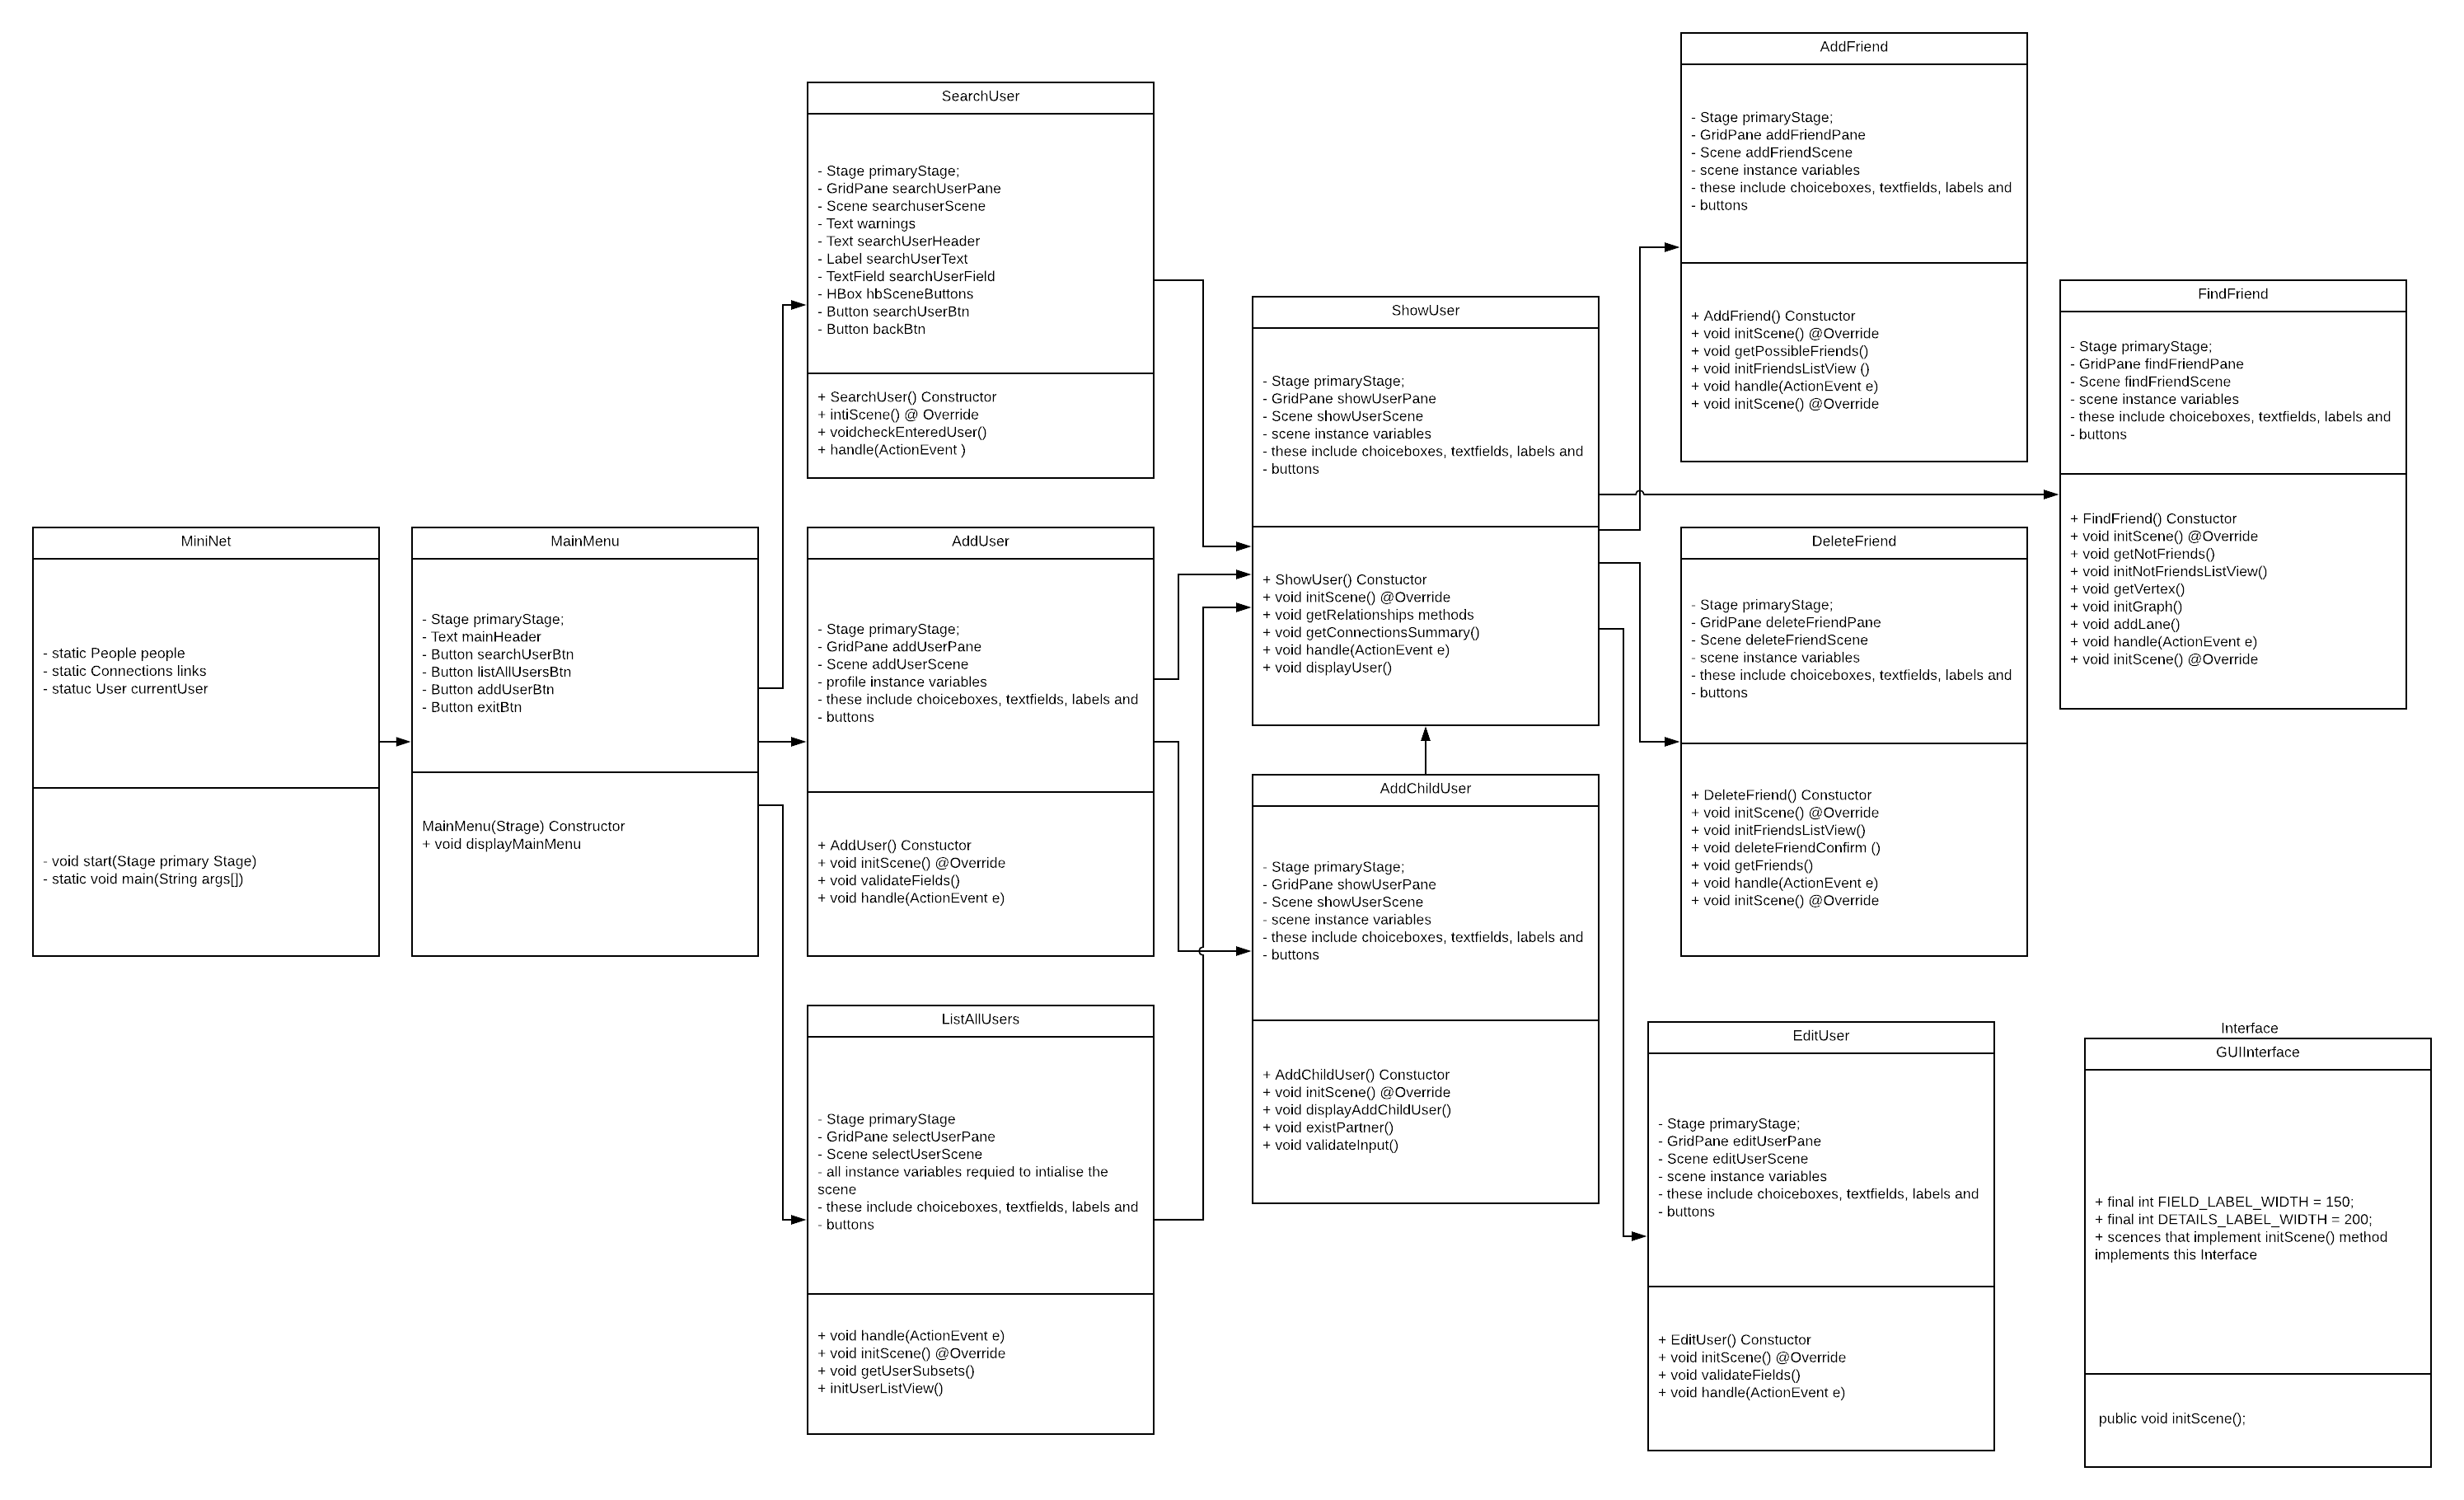 MiniNet
- static People people
- static Connections links
- statuc User currentUser
- void start(Stage primary Stage)
- static void main(String args[])
MainMenu
- Stage primaryStage;
- Text mainHeader
- Button searchUserBtn
- Button listAllUsersBtn
- Button addUserBtn
- Button exitBtn
MainMenu(Strage) Constructor
+ void displayMainMenu
SearchUser
- Stage primaryStage;
- GridPane searchUserPane
- Scene searchuserScene
- Text warnings
- Text searchUserHeader
- Label searchUserText
- TextField searchUserField
- HBox hbSceneButtons
- Button searchUserBtn
- Button backBtn
+ SearchUser() Constructor
+ intiScene() @ Override
+ voidcheckEnteredUser()
+ handle(ActionEvent )
AddUser
- Stage primaryStage;
- GridPane addUserPane
- Scene addUserScene
- profile instance variables
- these include choiceboxes, textfields, labels and
- buttons
+ AddUser() Constuctor
+ void initScene() @Override
+ void validateFields()
+ void handle(ActionEvent e)
ListAllUsers
- Stage primaryStage
- GridPane selectUserPane
- Scene selectUserScene
- all instance variables requied to intialise the
scene
- these include choiceboxes, textfields, labels and
- buttons
+ void handle(ActionEvent e)
+ void initScene() @Override
+ void getUserSubsets()
+ initUserListView()
ShowUser
- Stage primaryStage;
- GridPane showUserPane
- Scene showUserScene
- scene instance variables
- these include choiceboxes, textfields, labels and
- buttons
+ ShowUser() Constuctor
+ void initScene() @Override
+ void getRelationships methods
+ void getConnectionsSummary()
+ void handle(ActionEvent e)
+ void displayUser()
AddChildUser
- Stage primaryStage;
- GridPane showUserPane
- Scene showUserScene
- scene instance variables
- these include choiceboxes, textfields, labels and
- buttons
+ AddChildUser() Constuctor
+ void initScene() @Override
+ void displayAddChildUser()
+ void existPartner()
+ void validateInput()
AddFriend
- Stage primaryStage;
- GridPane addFriendPane
- Scene addFriendScene
- scene instance variables
- these include choiceboxes, textfields, labels and
- buttons
+ AddFriend() Constuctor
+ void initScene() @Override
+ void getPossibleFriends()
+ void initFriendsListView ()
+ void handle(ActionEvent e)
+ void initScene() @Override
DeleteFriend
- Stage primaryStage;
- GridPane deleteFriendPane
- Scene deleteFriendScene
- scene instance variables
- these include choiceboxes, textfields, labels and
- buttons
+ DeleteFriend() Constuctor
+ void initScene() @Override
+ void initFriendsListView()
+ void deleteFriendConfirm ()
+ void getFriends()
+ void handle(ActionEvent e)
+ void initScene() @Override
EditUser
- Stage primaryStage;
- GridPane editUserPane
- Scene editUserScene
- scene instance variables
- these include choiceboxes, textfields, labels and
- buttons
+ EditUser() Constuctor
+ void initScene() @Override
+ void validateFields()
+ void handle(ActionEvent e)
FindFriend
- Stage primaryStage;
- GridPane findFriendPane
- Scene findFriendScene
- scene instance variables
- these include choiceboxes, textfields, labels and
- buttons
+ FindFriend() Constuctor
+ void initScene() @Override
+ void getNotFriends()
+ void initNotFriendsListView()
+ void getVertex()
+ void initGraph()
+ void addLane()
+ void handle(ActionEvent e)
+ void initScene() @Override
Interface
GUIInterface
+ final int FIELD_LABEL_WIDTH = 150;
+ final int DETAILS_LABEL_WIDTH = 200;
+ scences that implement initScene() method
implements this Interface
public void initScene();